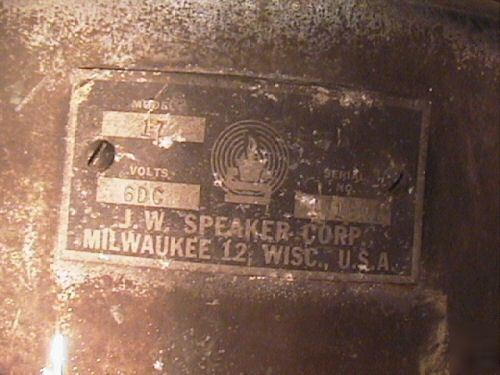 MODEL
17
VOLTS
6DC
SERIAL
NO.
J. W. SPEAKER CORP.
MILWAUKEE 12, WISC., U.S.A.